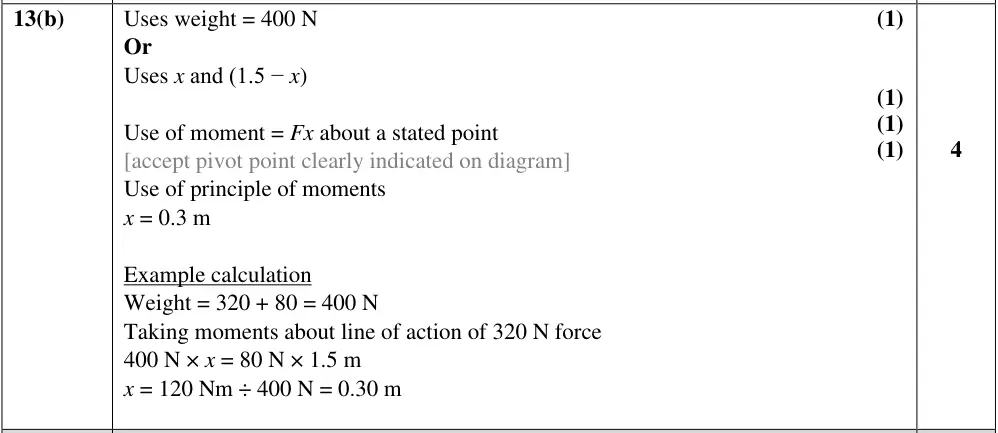 13(b) Uses weight = 400 N (1)
Or
Uses x and (1.5 − x)
(1)
Use of moment = Fx about a stated point (1)
[accept pivot point clearly indicated on diagram] (1) 4
Use of principle of moments
x = 0.3 m
Example calculation
Weight = 320 + 80 = 400 N
Taking moments about line of action of 320 N force
400 N × x = 80 N × 1.5 m
x = 120 Nm ÷ 400 N = 0.30 m